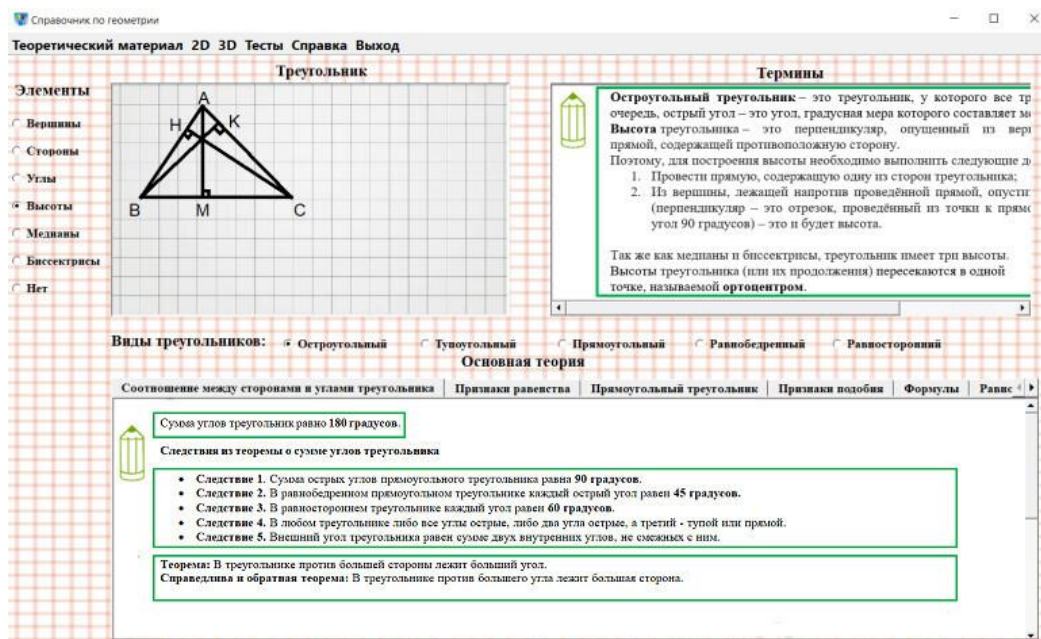 Справочник по геометрии
Теоретический материал 2D 3D Тесты Справка Выход
Треугольник
Термины
Элементы
Вершины
Стороны
Углы
Высоты
Медианы
Биссектрисы
Нет
A
H
K
B
M
C
Остроугольный треугольник – это треугольник, у которого все тр
очередь, острый угол – это угол, градусная мера которого составляет м
Высота треугольника – это перпендикуляр, опущенный из вер
прямой, содержащей противоположную сторону.
Поэтому, для построения высоты необходимо выполнить следующие д
1. Провести прямую, содержащую одну из сторон треугольника;
2. Из вершины, лежащей напротив проведённой прямой, опусти
(перпендикуляр – это отрезок, проведённый из точки к прям
угол 90 градусов) – это и будет высота.
Так же как медианы и биссектрисы, треугольник имеет три высоты.
Высоты треугольника (или их продолжения) пересекаются в одной
точке, называемой ортоцентром.
Виды треугольников: Остроугольный Тупоугольный Прямоугольный Равнобедренный Равносторонний
Основная теория
Соотношение между сторонами и углами треугольника Признаки равенства Прямоугольный треугольник Признаки подобия Формулы Равнс
Сумма углов треугольник равно 180 градусов.
Следствия из теоремы о сумме углов треугольника
• Следствие 1. Сумма острых углов прямоугольного треугольника равна 90 градусов.
• Следствие 2. В равнобедренном прямоугольном треугольнике каждый острый угол равен 45 градусов.
• Следствие 3. В равностороннем треугольнике каждый угол равен 60 градусов.
• Следствие 4. В любом треугольнике либо все углы острые, либо два угла острые, а третий - тупой или прямой.
• Следствие 5. Внешний угол треугольника равен сумме двух внутренних углов, не смежных с ним.
Теорема: В треугольнике против большей стороны лежит больший угол.
Справедлива и обратная теорема: В треугольнике против большего угла лежит большая сторона.